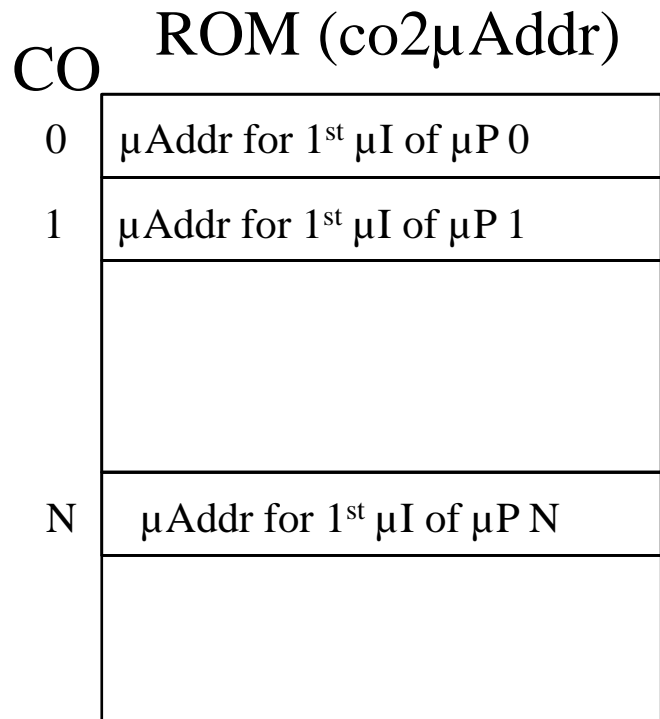 ROM (co2µAddr)
CO
0 µAddr for 1st µI of µP 0
1 µAddr for 1st µI of µP 1
N µAddr for 1st µI of µP N